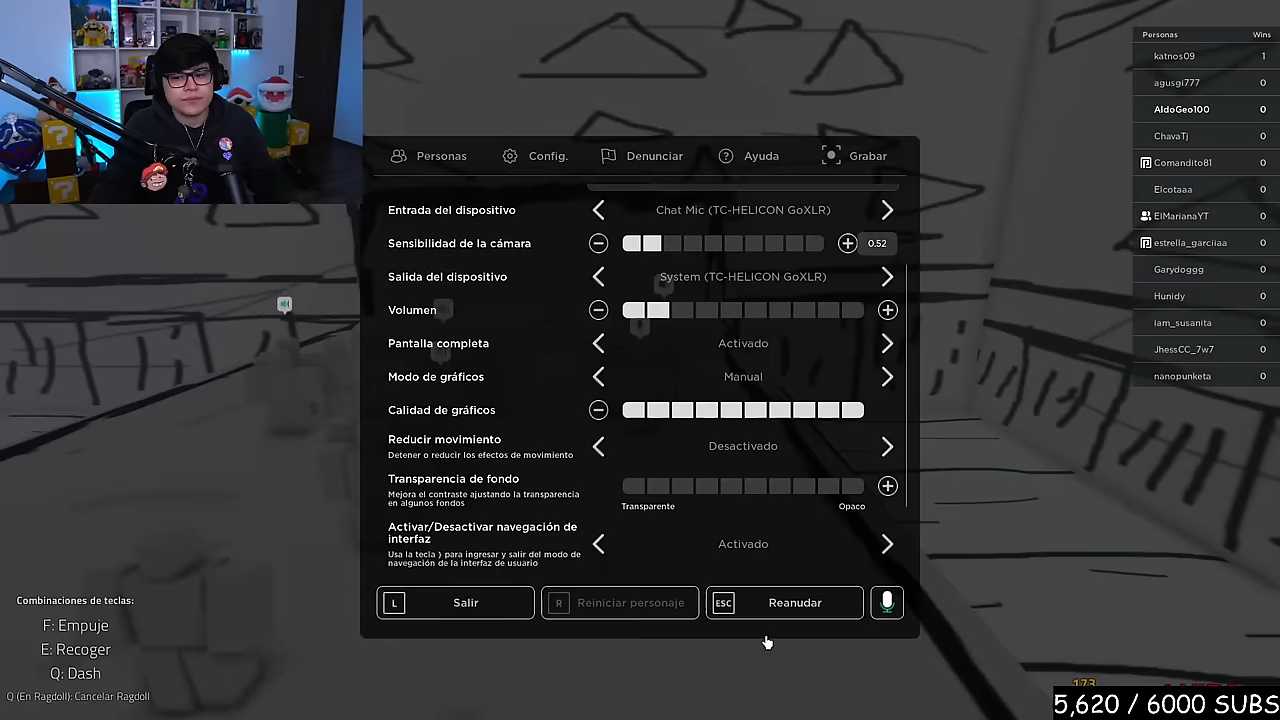 Personas
Config.
Denunciar
Ayuda
Grabar
Entrada del dispositivo
Chat Mic (TC-HELICON GoXLR)
Sensibilidad de la cámara
0.52
Salida del dispositivo
System (TC-HELICON GoXLR)
Volumen
Pantalla completa
Activado
Modo de gráficos
Manual
Calidad de gráficos
Reducir movimiento
Detener o reducir los efectos de movimiento
Desactivado
Transparencia de fondo
Mejora el contraste ajustando la transparencia
en algunos fondos
Transparente
Opaco
Activar/Desactivar navegación de
interfaz
Usa la tecla } para ingresar y salir del modo de
navegación de la interfaz de usuario
Activado
L Salir
R Reiniciar personaje
ESC Reanudar
Personas Wins
katnos09 1
agusgi777 0
AldoGeo100 0
ChavaTj 0
Comandito81 0
Elcotaaa 0
ElMarianaYT 0
estrella_garciiaa 0
Garydoggg 0
Hunidy 0
iam_susanita 0
JhessCC_7w7 0
nanopunketa 0
Combinaciones de teclas:
F: Empuje
E: Recoger
Q: Dash
Q (En Ragdoll): Cancelar Ragdoll
173
5,620 / 6000 SUBS